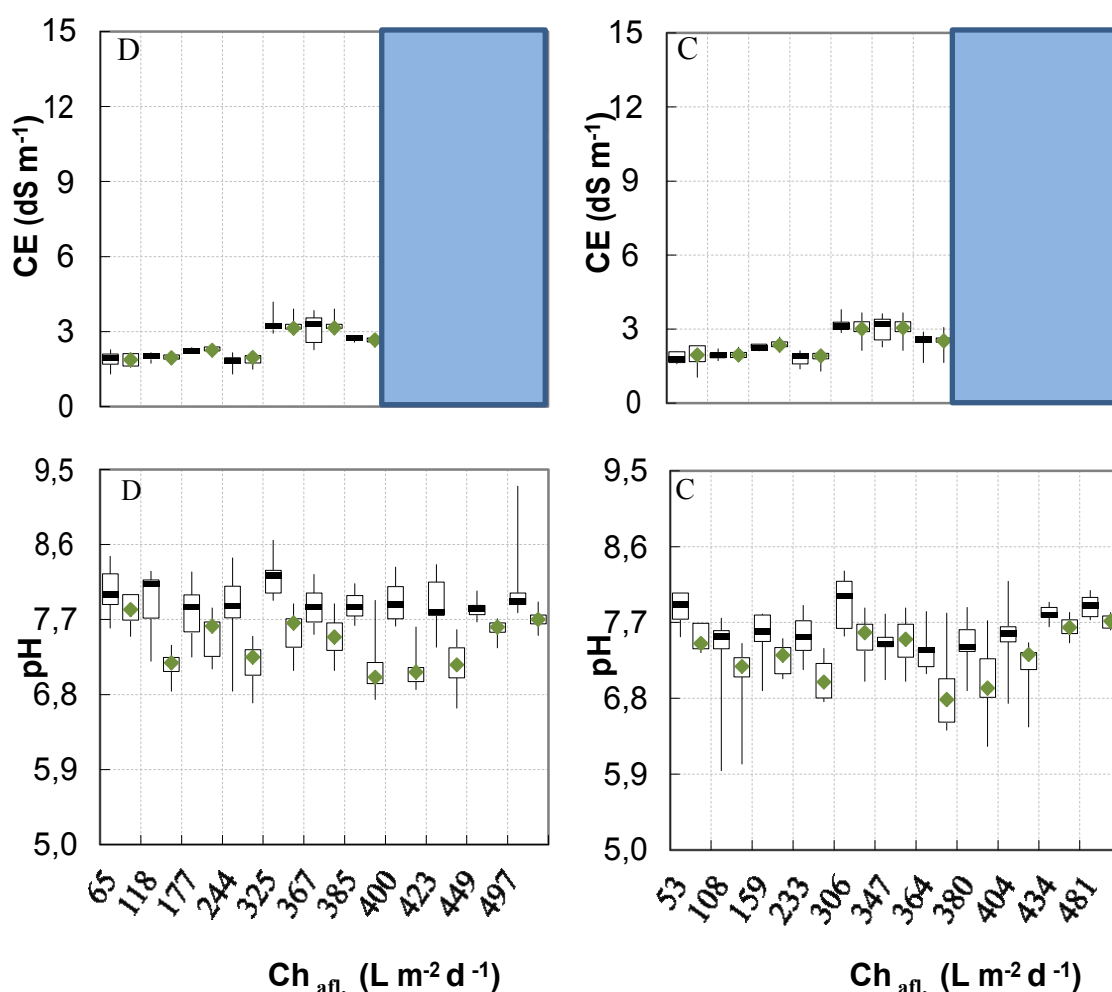 D
15
12
9
6
3
0
CE (dS m-1)
C
15
12
9
6
3
0
CE (dS m-1)
D
9,5
8,6
7,7
6,8
5,9
5,0
pH
65 118 177 244 325 367 385 400 423 449 497
Ch afl. (L m-2 d -1)
C
9,5
8,6
7,7
6,8
5,9
5,0
pH
53 108 159 233 306 347 364 380 404 434 481
Ch afl. (L m-2 d -1)